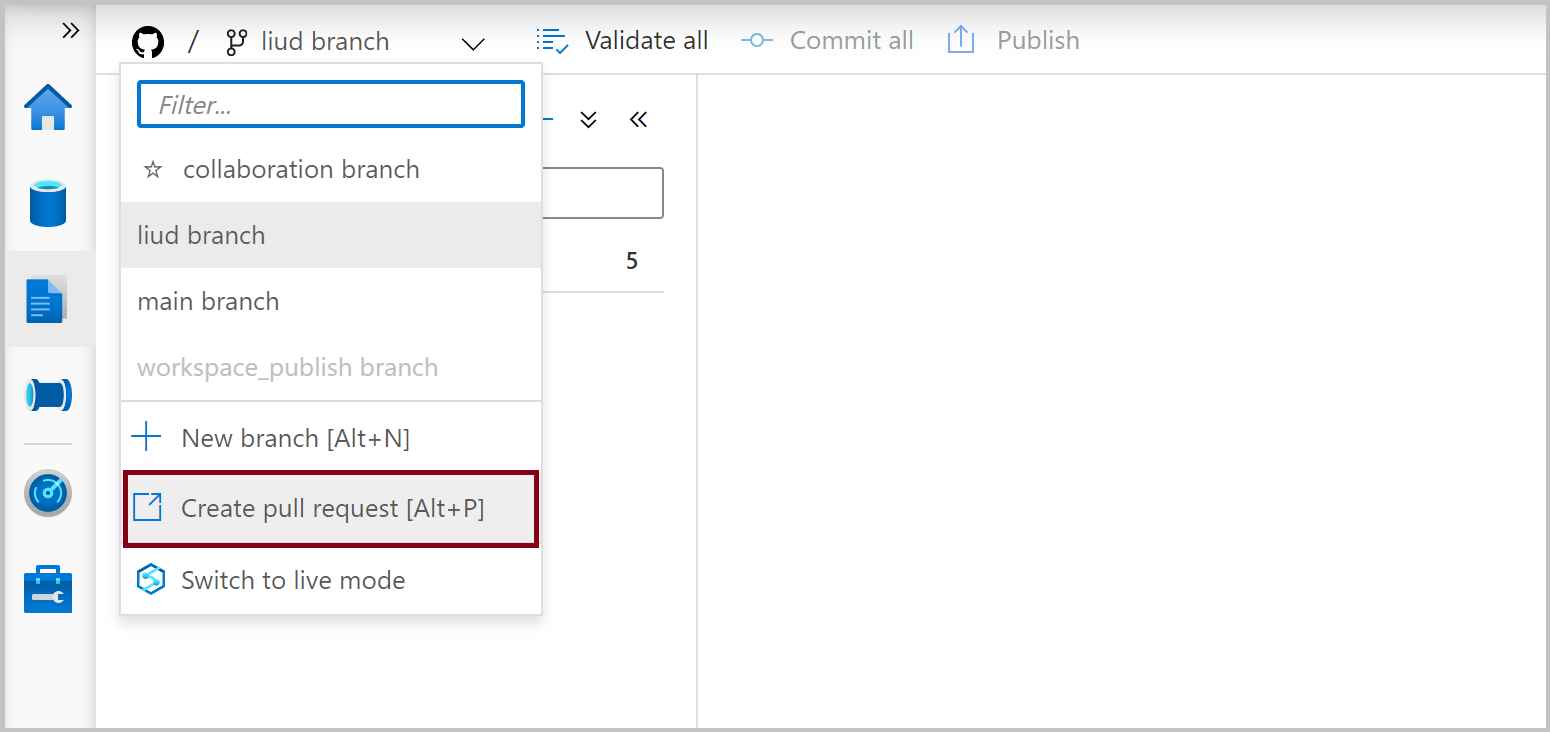 / liud branch
Validate all
Commit all
Publish
Filter...
collaboration branch
liud branch
5
main branch
workspace_publish branch
New branch [Alt+N]
Create pull request [Alt+P]
Switch to live mode